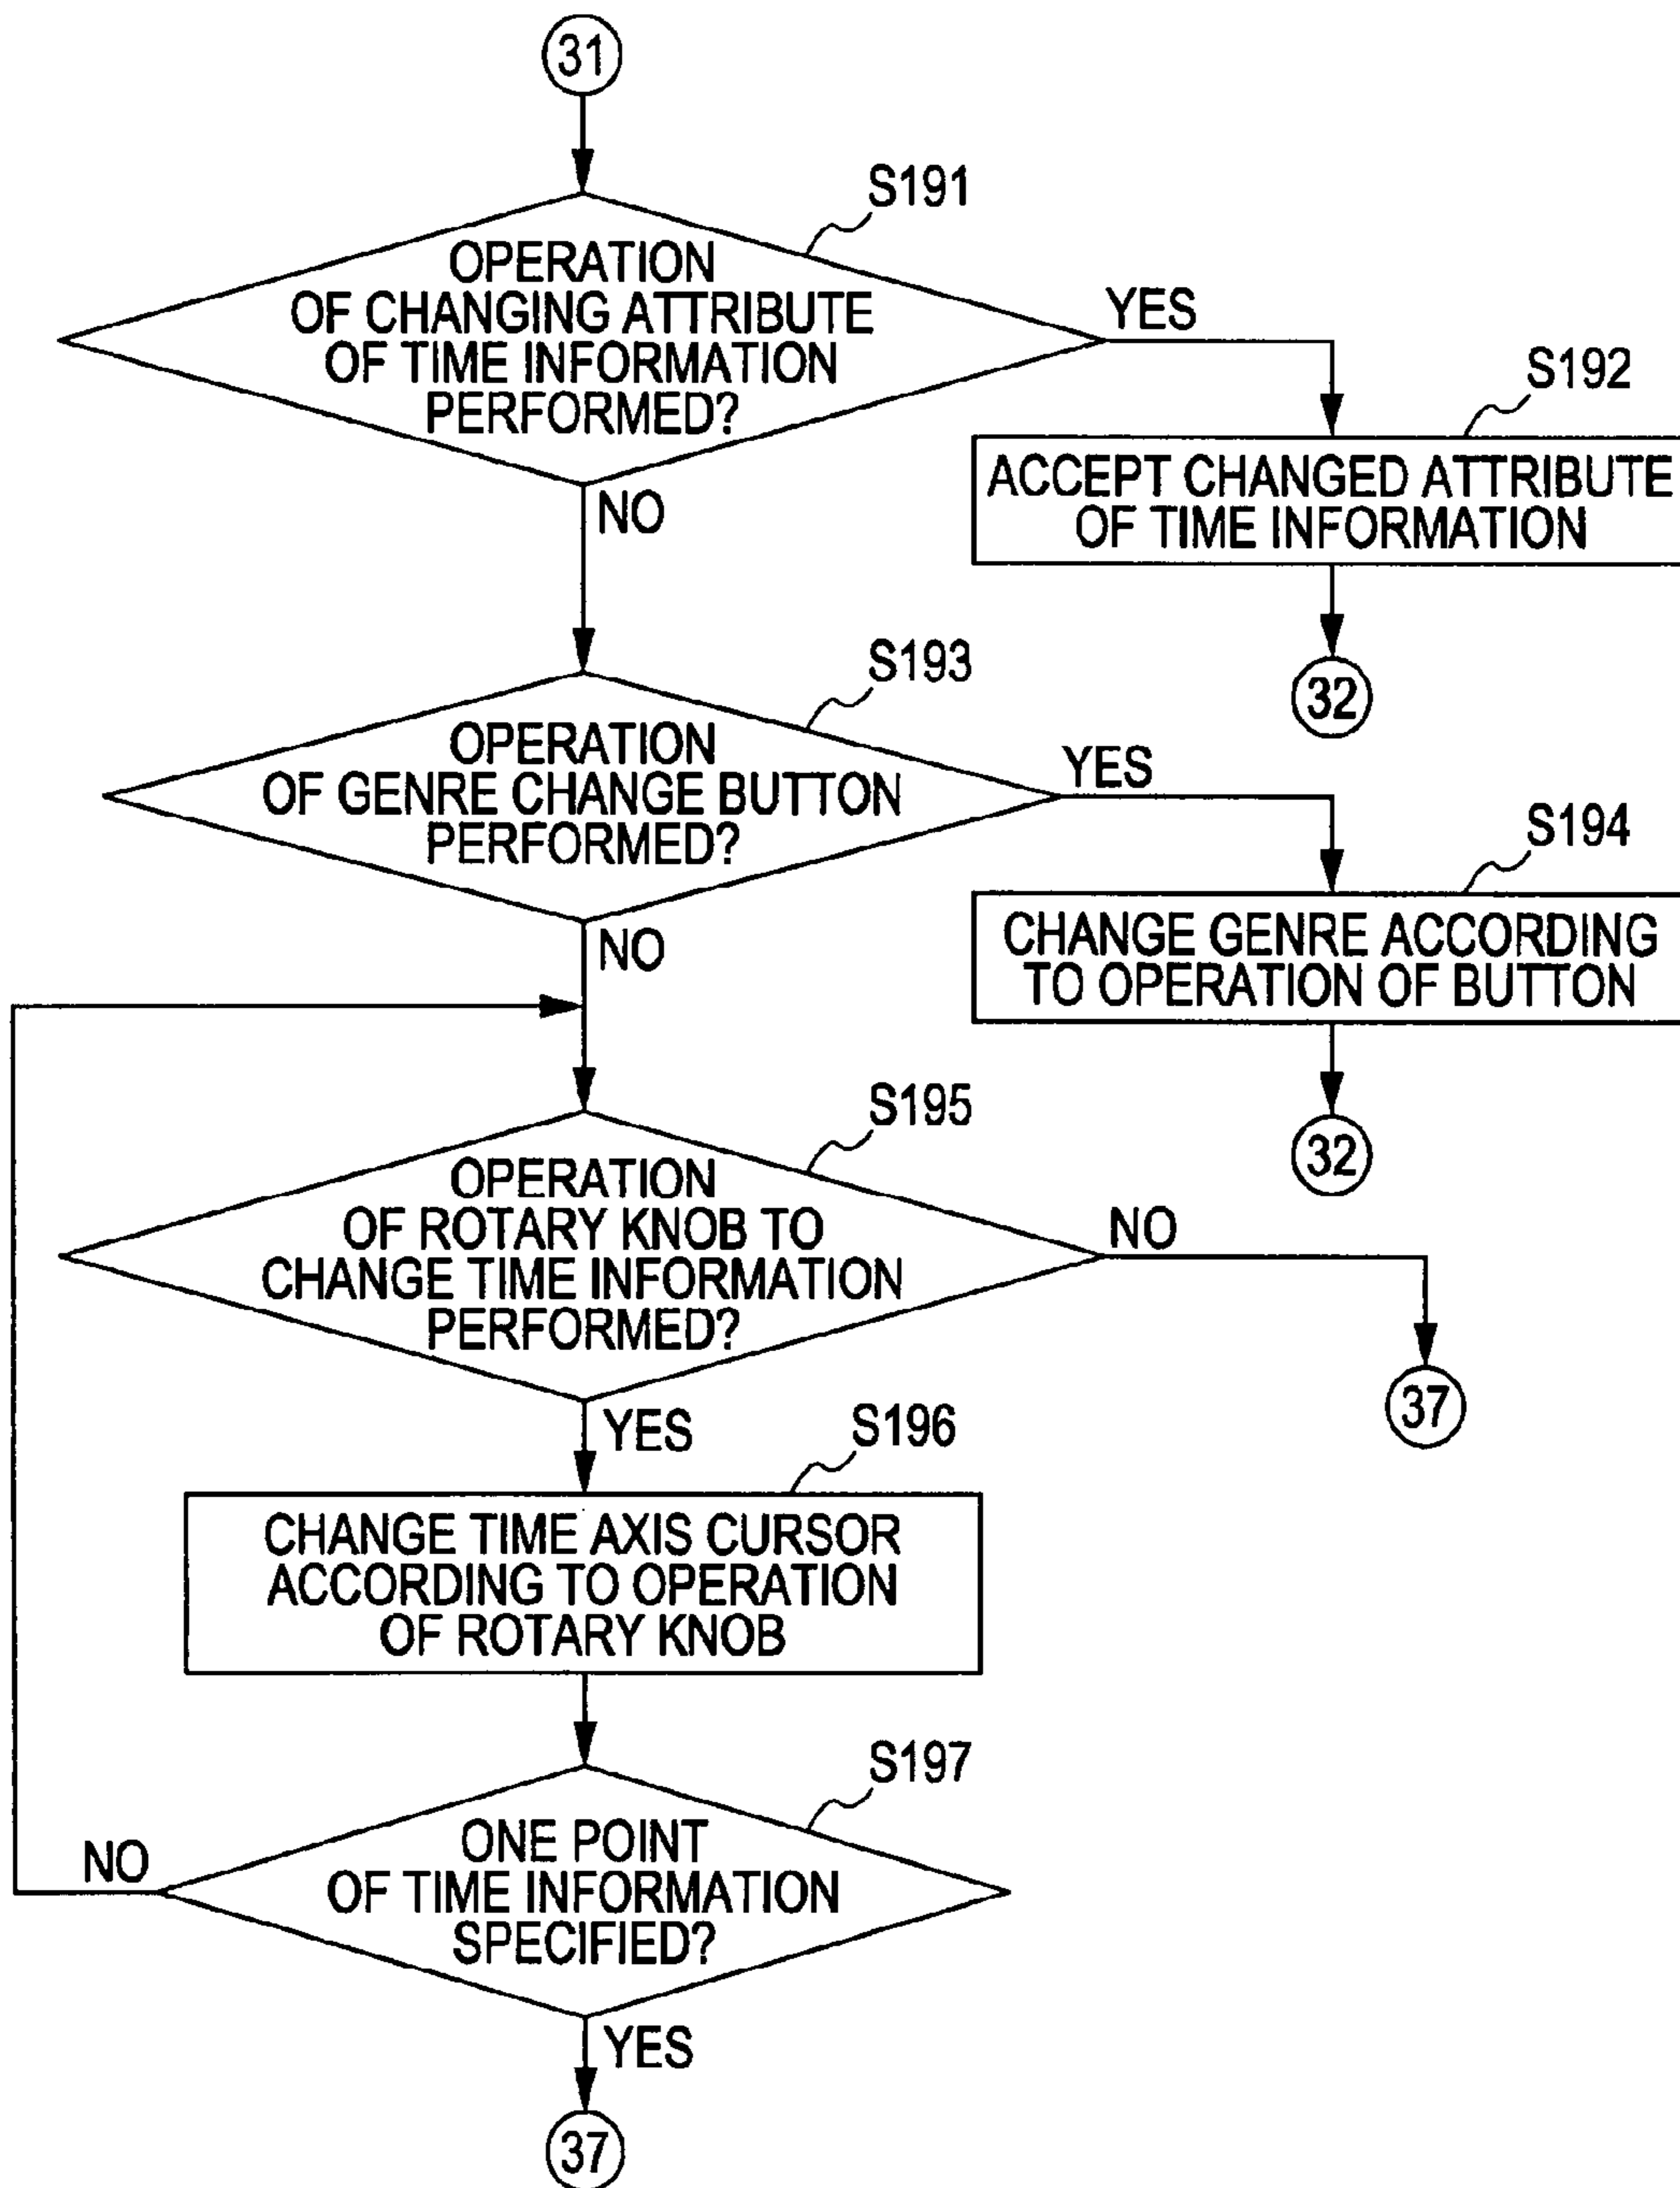 31
S191
OPERATION
OF CHANGING ATTRIBUTE
OF TIME INFORMATION
PERFORMED?
YES
NO
S192
ACCEPT CHANGED ATTRIBUTE
OF TIME INFORMATION
32
S193
OPERATION
OF GENRE CHANGE BUTTON
PERFORMED?
YES
NO
S194
CHANGE GENRE ACCORDING
TO OPERATION OF BUTTON
32
S195
OPERATION
OF ROTARY KNOB TO
CHANGE TIME INFORMATION
PERFORMED?
NO
37
YES
S196
CHANGE TIME AXIS CURSOR
ACCORDING TO OPERATION
OF ROTARY KNOB
S197
ONE POINT
OF TIME INFORMATION
SPECIFIED?
NO
YES
37